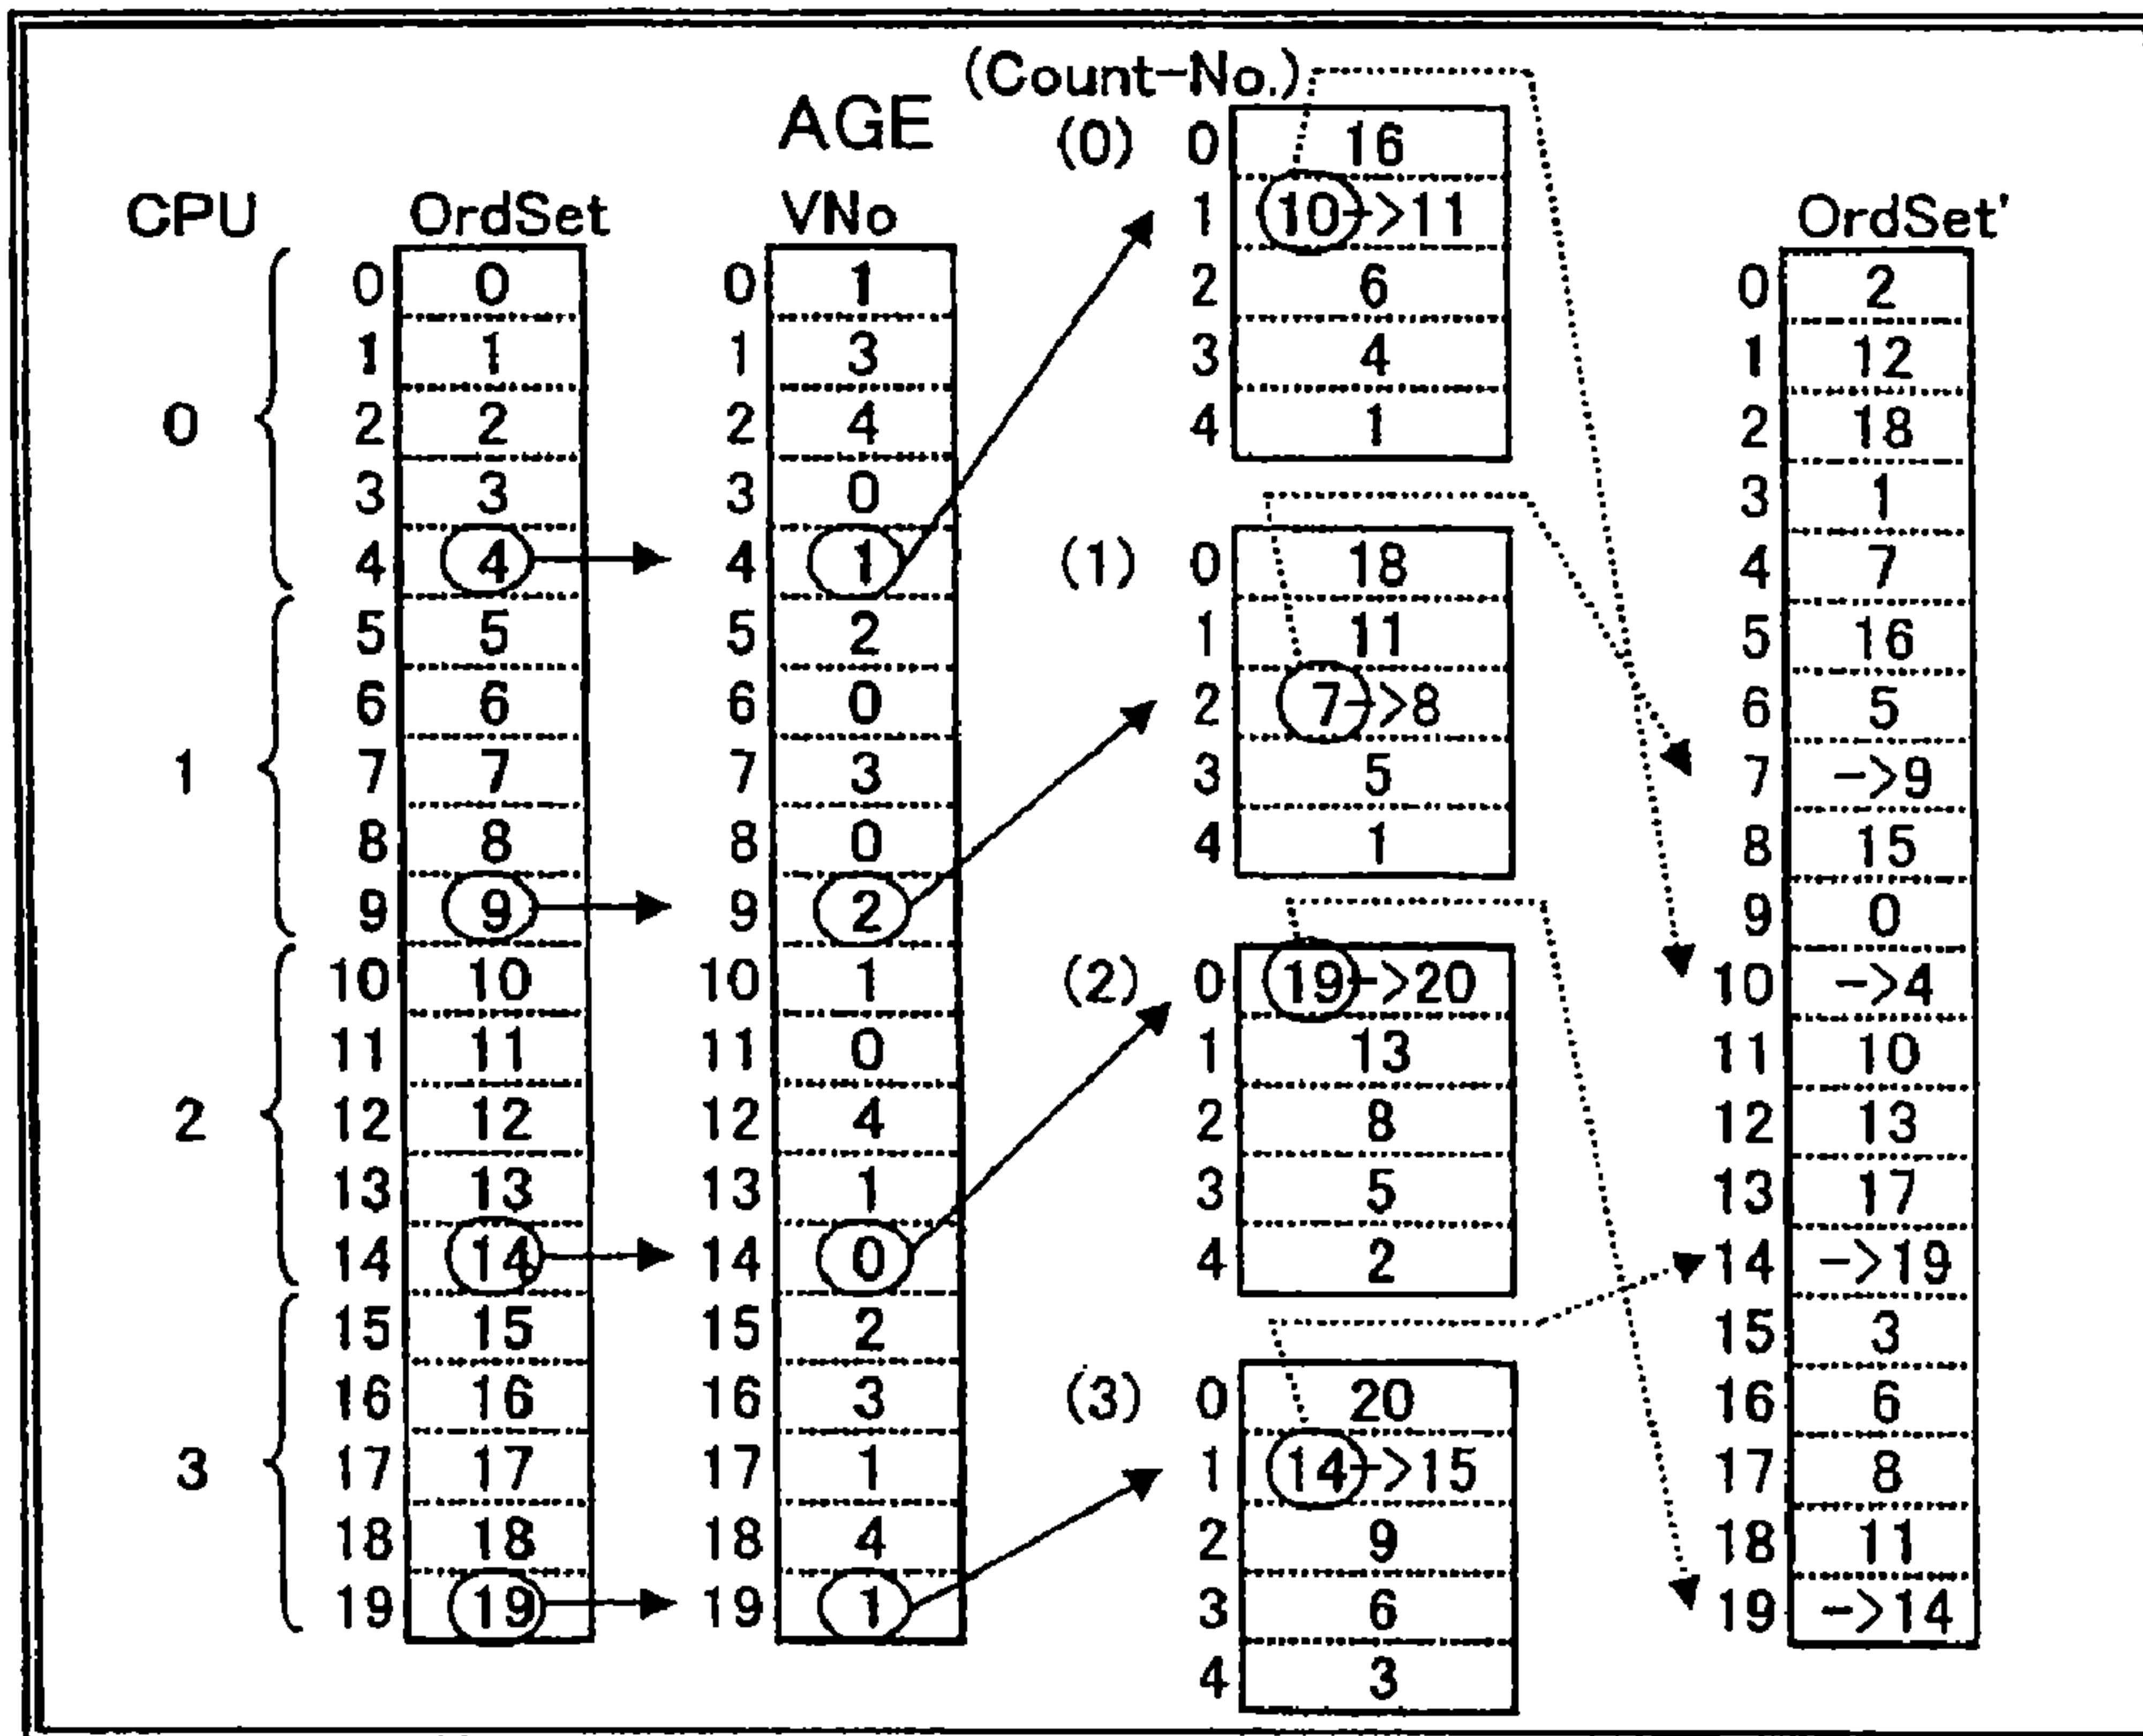 (Count-No.)
AGE (0) 0 16
CPU OrdSet VNo 1 10->11 OrdSet'
0 0 0 1 2 6 0 2
1 1 1 3 3 4 1 12
0 2 2 2 4 4 1 2 18
3 3 3 0 3 1
4 4 4 1 (1) 0 18 4 7
5 5 5 2 1 11 5 16
6 6 6 0 2 7->8 6 5
1 7 7 7 3 3 5 7 ->9
8 8 8 0 4 1 8 15
9 9 9 2 9 0
10 10 10 1 (2) 0 19->20 10 ->4
11 11 11 0 1 13 11 10
2 12 12 12 4 2 8 12 13
13 13 13 1 3 5 13 17
14 14 14 0 4 2 14 ->19
15 15 15 2 15 3
16 16 16 3 (3) 0 20 16 6
3 17 17 17 1 1 14->15 17 8
18 18 18 4 2 9 18 11
19 19 19 1 3 6 19 ->14
4 3